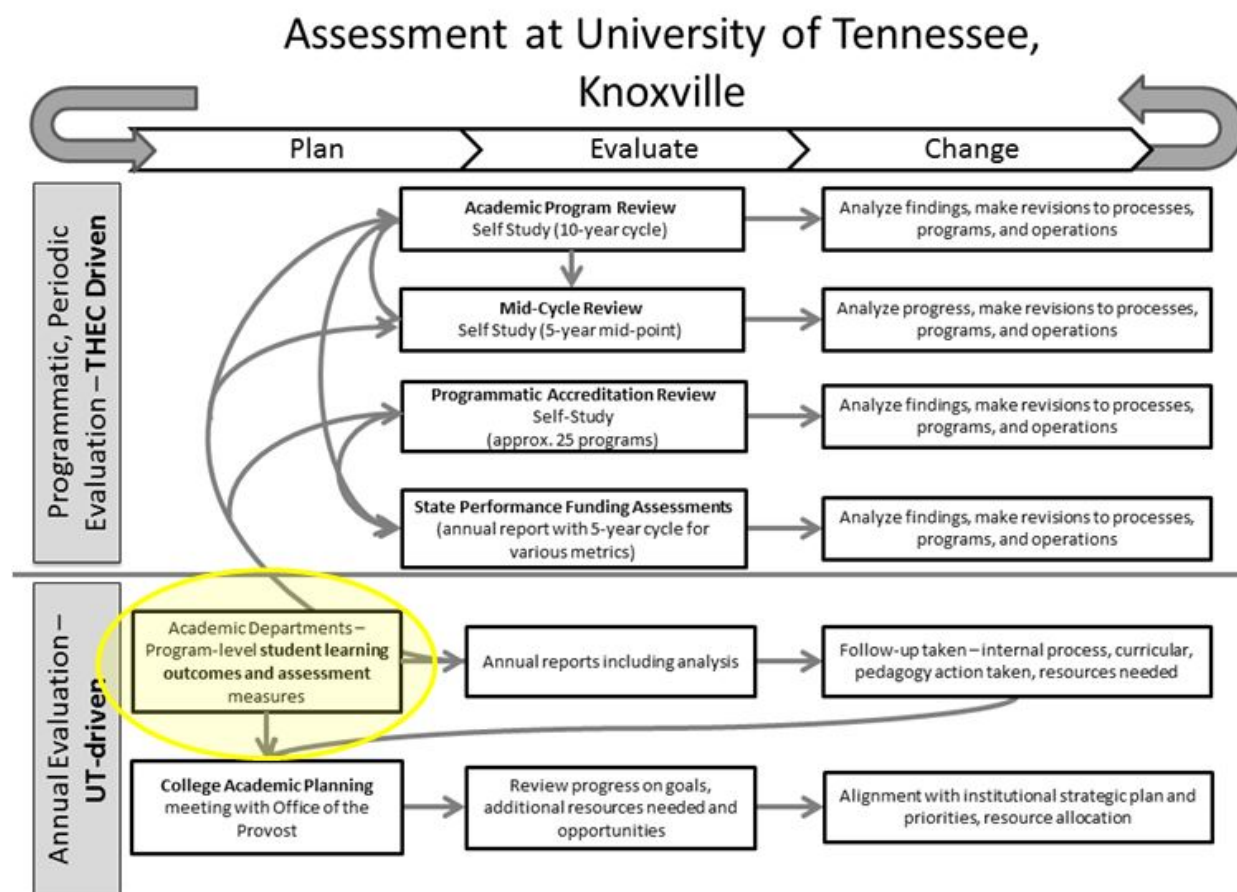 Assessment at University of Tennessee,
Knoxville
Plan
Evaluate
Change
Programmatic, Periodic
Evaluation – THEC Driven
Academic Program Review
Self Study (10-year cycle)
Analyze findings, make revisions to processes,
programs, and operations
Mid-Cycle Review
Self Study (5-year mid-point)
Analyze progress, make revisions to processes,
programs, and operations
Programmatic Accreditation Review
Self-Study
(approx. 25 programs)
Analyze findings, make revisions to processes,
programs, and operations
State Performance Funding Assessments
(annual report with 5-year cycle for
various metrics)
Analyze findings, make revisions to processes,
programs, and operations
Annual Evaluation –
UT-driven
Academic Departments –
Program-level student learning
outcomes and assessment
measures
Annual reports including analysis
Follow-up taken – internal process, curricular,
pedagogy action taken, resources needed
College Academic Planning
meeting with Office of the
Provost
Review progress on goals,
additional resources needed and
opportunities
Alignment with institutional strategic plan and
priorities, resource allocation